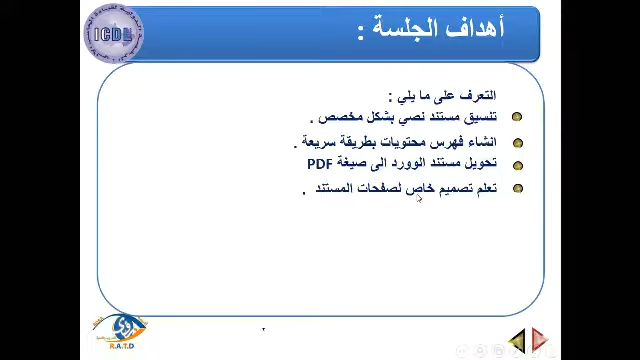 أهداف الجلسة :
ICDL
التعرف على ما يلي :
تنسيق مستند نصي بشكل مخصص .
انشاء فهرس محتويات بطريقة سريعة .
تحويل مستند الوورد الى صيغة PDF
تعلم تصميم خاص لصفحات المستند .
R.A.T.D
٢